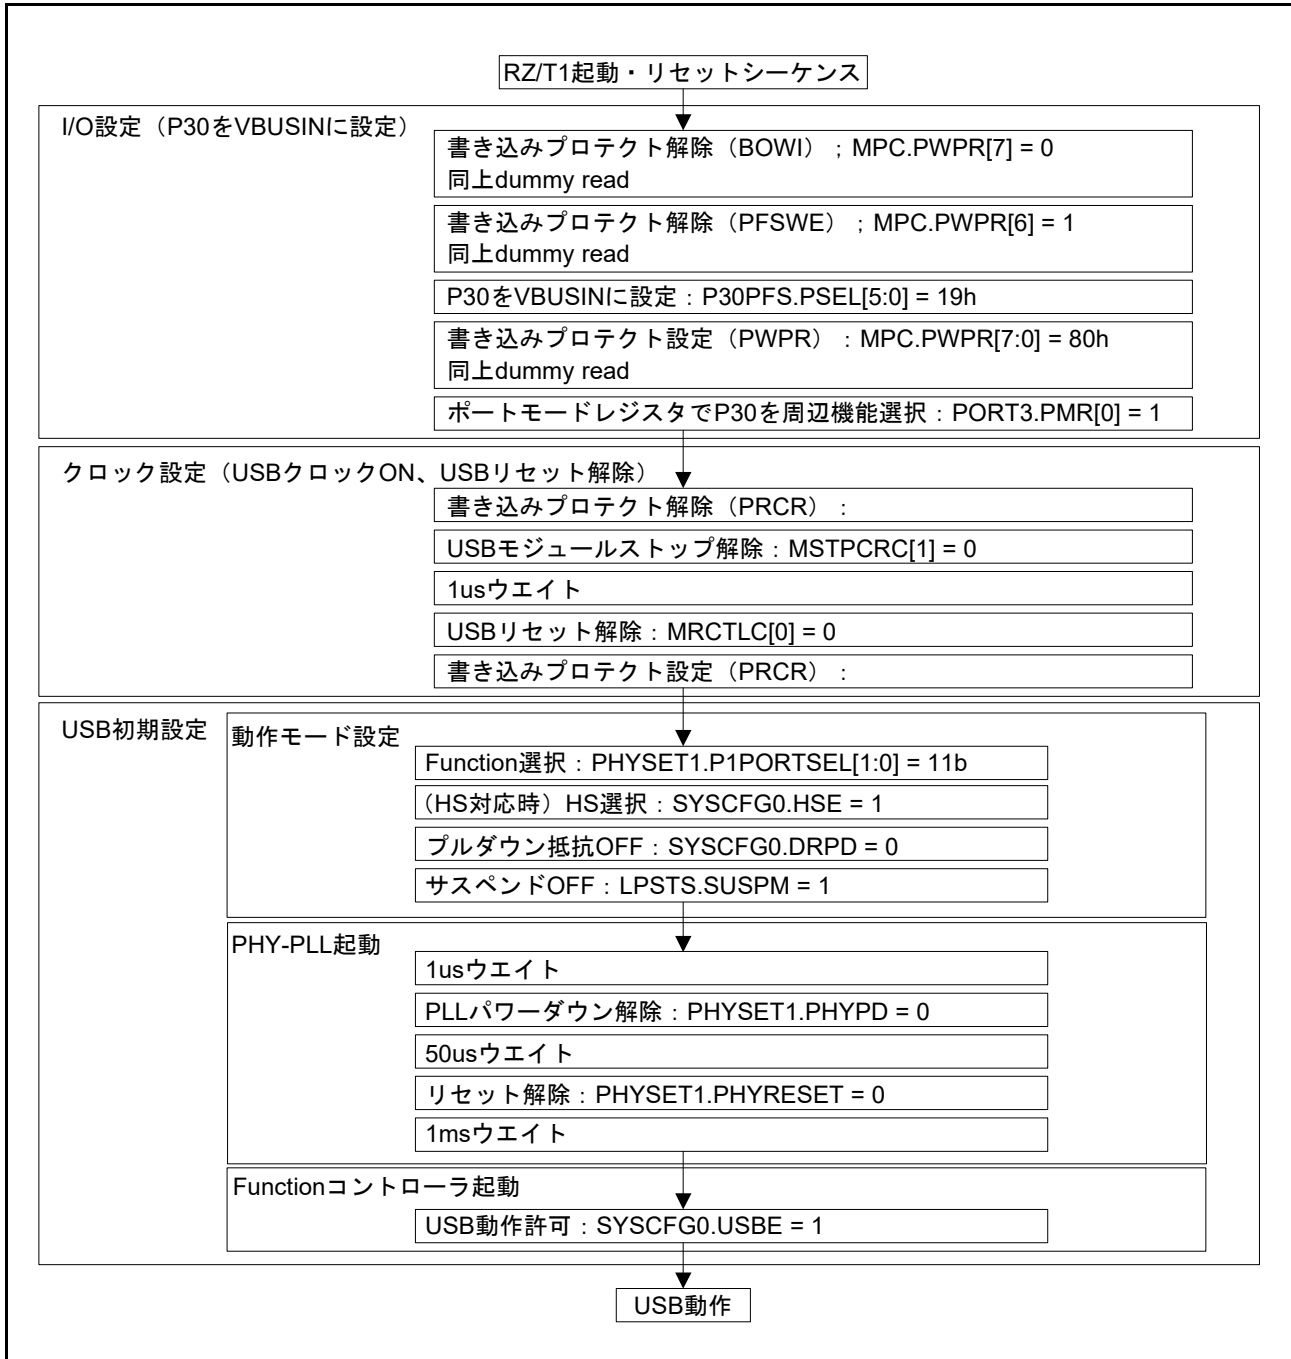 RZ/T1起動・リセットシーケンス
I/O設定（P30をVBUSINに設定）
書き込みプロテクト解除（BOWI）；MPC.PWPR[7] = 0
同上dummy read
書き込みプロテクト解除（PFSWE）；MPC.PWPR[6] = 1
同上dummy read
P30をVBUSINに設定：P30PFS.PSEL[5:0] = 19h
書き込みプロテクト設定（PWPR）：MPC.PWPR[7:0] = 80h
同上dummy read
ポートモードレジスタでP30を周辺機能選択：PORT3.PMR[0] = 1
クロック設定（USBクロックON、USBリセット解除）
書き込みプロテクト解除（PRCR）：
USBモジュールストップ解除：MSTPCRC[1] = 0
1usウエイト
USBリセット解除：MRCTLC[0] = 0
書き込みプロテクト設定（PRCR）：
USB初期設定
動作モード設定
Function選択：PHYSET1.P1PORTSEL[1:0] = 11b
（HS対応時）HS選択：SYSCFG0.HSE = 1
プルダウン抵抗OFF：SYSCFG0.DRPD = 0
サスペンドOFF：LPSTS.SUSPM = 1
PHY-PLL起動
1usウエイト
PLLパワーダウン解除：PHYSET1.PHYPD = 0
50usウエイト
リセット解除：PHYSET1.PHYRESET = 0
1msウエイト
Functionコントローラ起動
USB動作許可：SYSCFG0.USBE = 1
USB動作